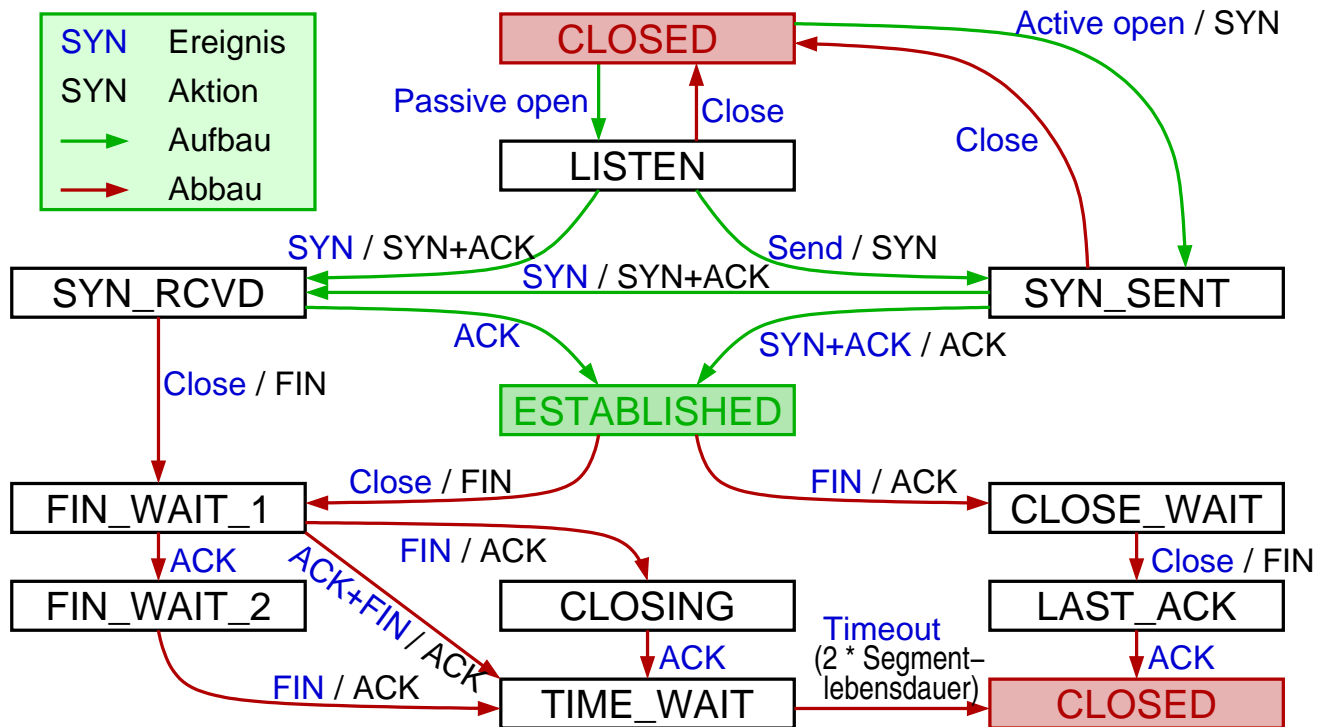 SYN Ereignis
SYN Aktion
Aufbau
Abbau
CLOSED
Active open / SYN
Passive open
Close
Close
LISTEN
SYN / SYN+ACK
Send / SYN
SYN / SYN+ACK
SYN_RCVD
SYN_SENT
ACK
SYN+ACK / ACK
Close / FIN
ESTABLISHED
Close / FIN
FIN / ACK
FIN_WAIT_1
CLOSE_WAIT
ACK
ACK+FIN / ACK
FIN / ACK
Close / FIN
FIN_WAIT_2
CLOSING
LAST_ACK
FIN / ACK
ACK
Timeout
(2 * Segment–
lebensdauer)
ACK
TIME_WAIT
CLOSED